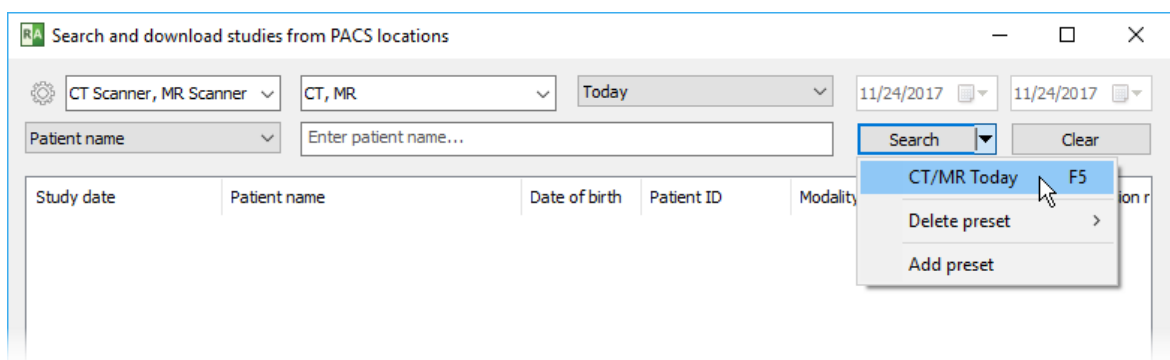 RA Search and download studies from PACS locations
CT Scanner, MR Scanner CT, MR Today 11/24/2017 11/24/2017
Patient name Enter patient name... Search Clear
CT/MR Today F5
Study date Patient name Date of birth Patient ID Modality ion r
Delete preset
Add preset